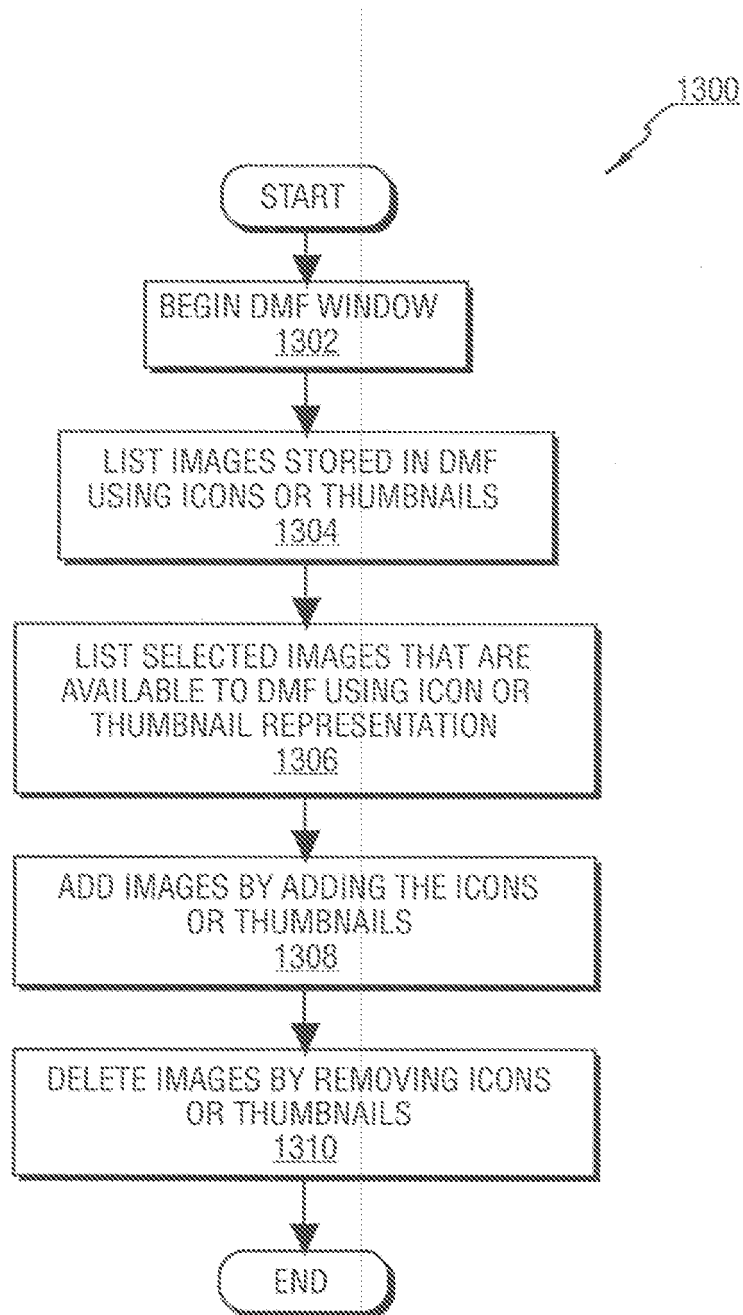 1300
START
BEGIN DMF WINDOW
1302
LIST IMAGES STORED IN DMF
USING ICONS OR THUMBNAILS
1304
LIST SELECTED IMAGES THAT ARE
AVAILABLE TO DMF USING ICON OR
THUMBNAIL REPRESENTATION
1306
ADD IMAGES BY ADDING THE ICONS
OR THUMBNAILS
1308
DELETE IMAGES BY REMOVING ICONS
OR THUMBNAILS
1310
END